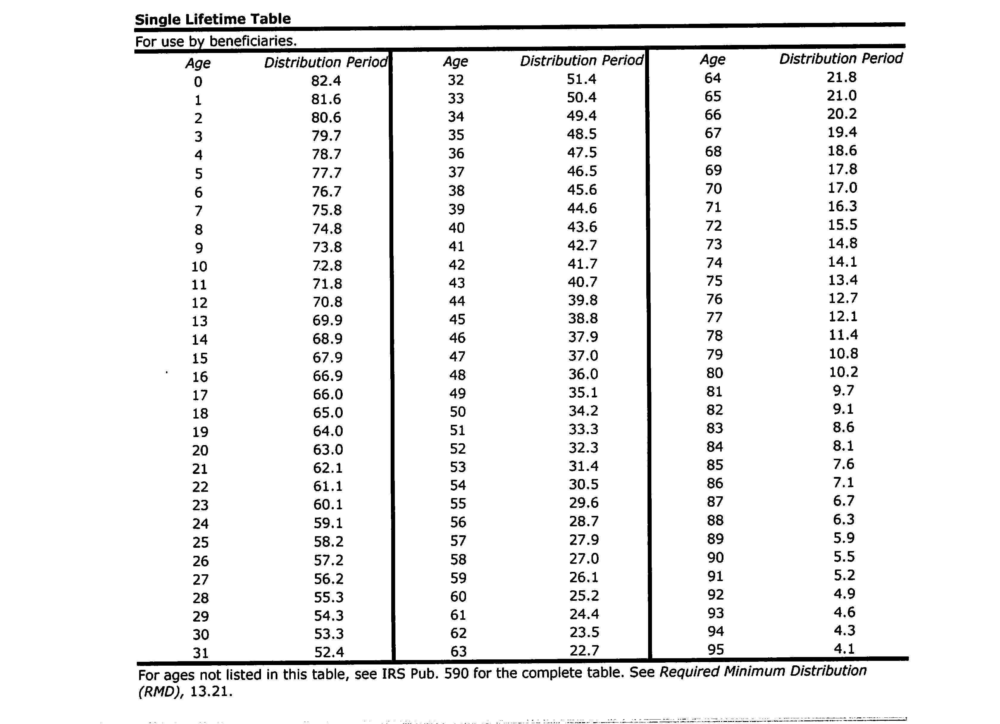 Single Lifetime Table
For use by beneficiaries.
Age Distribution Period Age Distribution Period Age Distribution Period
0 82.4 32 51.4 64 21.8
1 81.6 33 50.4 65 21.0
2 80.6 34 49.4 66 20.2
3 79.7 35 48.5 67 19.4
4 78.7 36 47.5 68 18.6
5 77.7 37 46.5 69 17.8
6 76.7 38 45.6 70 17.0
7 75.8 39 44.6 71 16.3
8 74.8 40 43.6 72 15.5
9 73.8 41 42.7 73 14.8
10 72.8 42 41.7 74 14.1
11 71.8 43 40.7 75 13.4
12 70.8 44 39.8 76 12.7
13 69.9 45 38.8 77 12.1
14 68.9 46 37.9 78 11.4
15 67.9 47 37.0 79 10.8
16 66.9 48 36.0 80 10.2
17 66.0 49 35.1 81 9.7
18 65.0 50 34.2 82 9.1
19 64.0 51 33.3 83 8.6
20 63.0 52 32.3 84 8.1
21 62.1 53 31.4 85 7.6
22 61.1 54 30.5 86 7.1
23 60.1 55 29.6 87 6.7
24 59.1 56 28.7 88 6.3
25 58.2 57 27.9 89 5.9
26 57.2 58 27.0 90 5.5
27 56.2 59 26.1 91 5.2
28 55.3 60 25.2 92 4.9
29 54.3 61 24.4 93 4.6
30 53.3 62 23.5 94 4.3
31 52.4 63 22.7 95 4.1
For ages not listed in this table, see IRS Pub. 590 for the complete table. See Required Minimum Distribution
(RMD), 13.21.